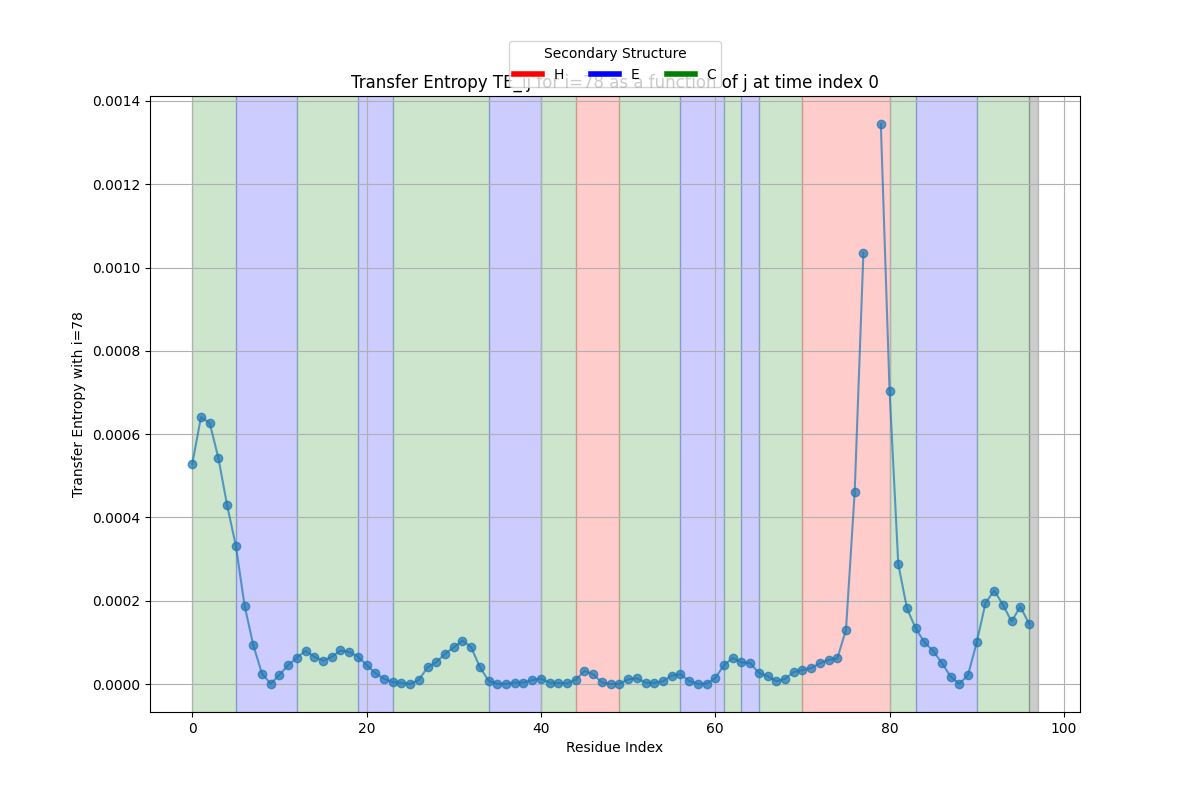 Secondary Structure
H E C
Transfer Entropy TE_ij for i=78 as a function of j at time index 0
0.0014
0.0012
0.0010
0.0008
0.0006
0.0004
0.0002
0.0000
Transfer Entropy with i=78
0 20 40 60 80 100
Residue Index